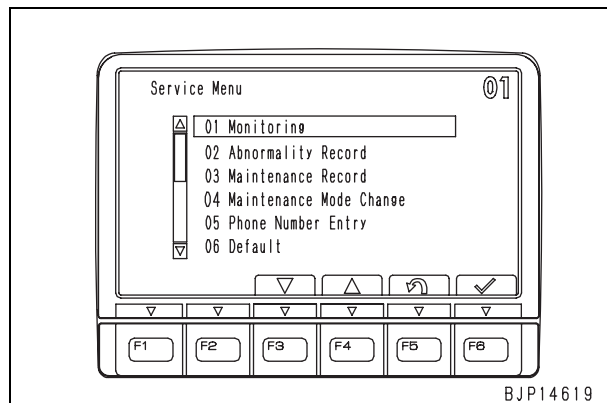 Service Menu
01
01 Monitoring
02 Abnormality Record
03 Maintenance Record
04 Maintenance Mode Change
05 Phone Number Entry
06 Default
F1 F2 F3 F4 F5 F6
BJP14619